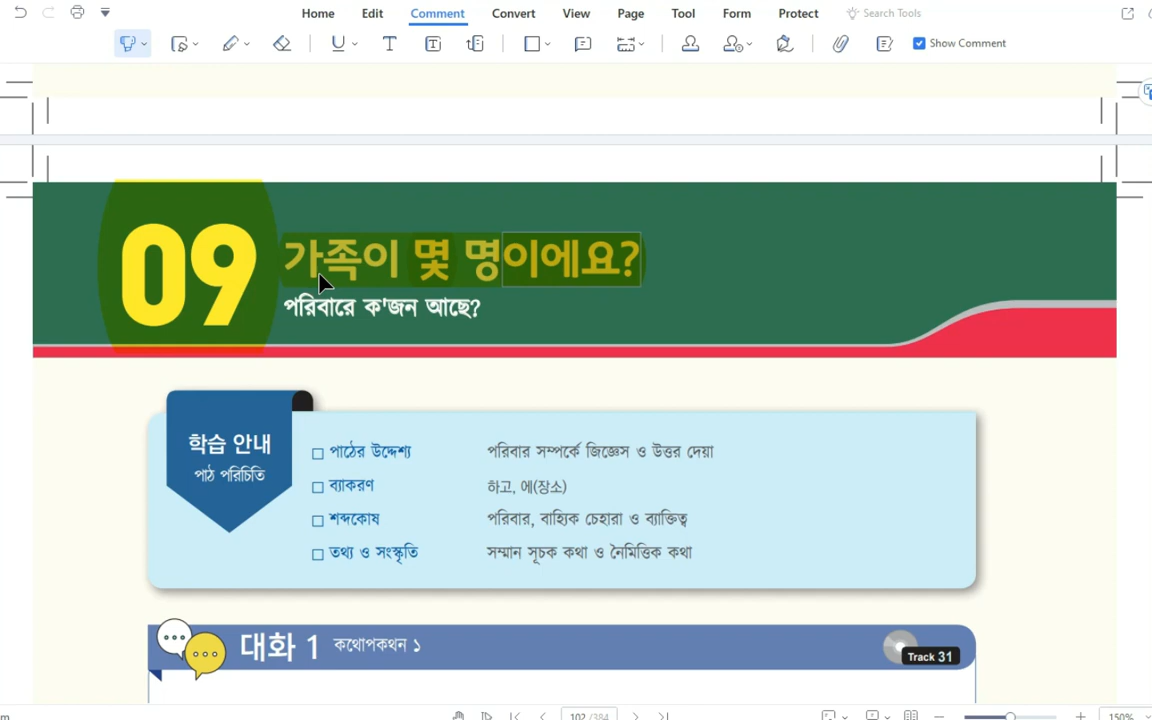 Home Edit Comment Convert View Page Tool Form Protect Search Tools
Show Comment
09
가족이 몇 명이에요?
পরিবারে ক'জন আছে?
학습 안내
পাঠ পরিচিতি
পাঠের উদ্দেশ্য পরিবার সম্পর্কে জিজ্ঞেস ও উত্তর দেয়া
ব্যাকরণ 하고, 에(장소)
শব্দকোষ পরিবার, বাহ্যিক চেহারা ও ব্যাক্তিত্ব
তথ্য ও সংস্কৃতি সম্মান সূচক কথা ও নৈমিত্তিক কথা
대화 1 কথোপকথন ১
Track 31
102 /384 150%